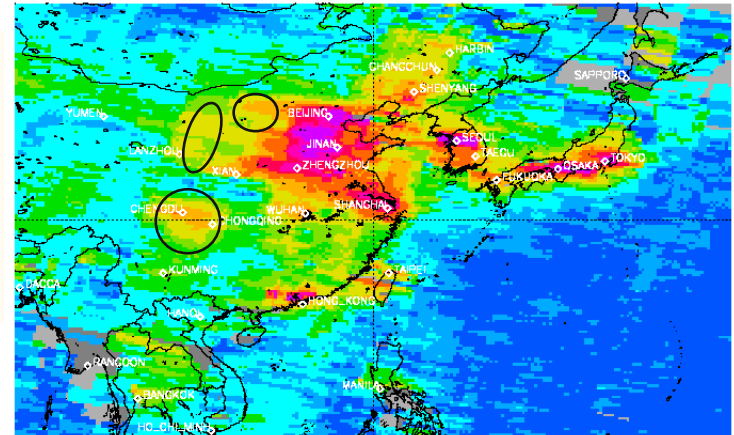 HARBIN
CHANGCHUN
SAPPORO
SHENYANG
YUMEN
BEIJING
SEOUL
JINAN
LANZHOU
TAEGU
ZHENGZHOU
OSAKA
TOKYO
XIAN
FUKUOKA
CHENGDU
WUHAN
SHANGHAI
CHONGQING
KUNMING
TAIPEI
DACCA
HONG_KONG
HANOI
RANGOON
MANILA
BANGKOK
HO_CHI_MINH